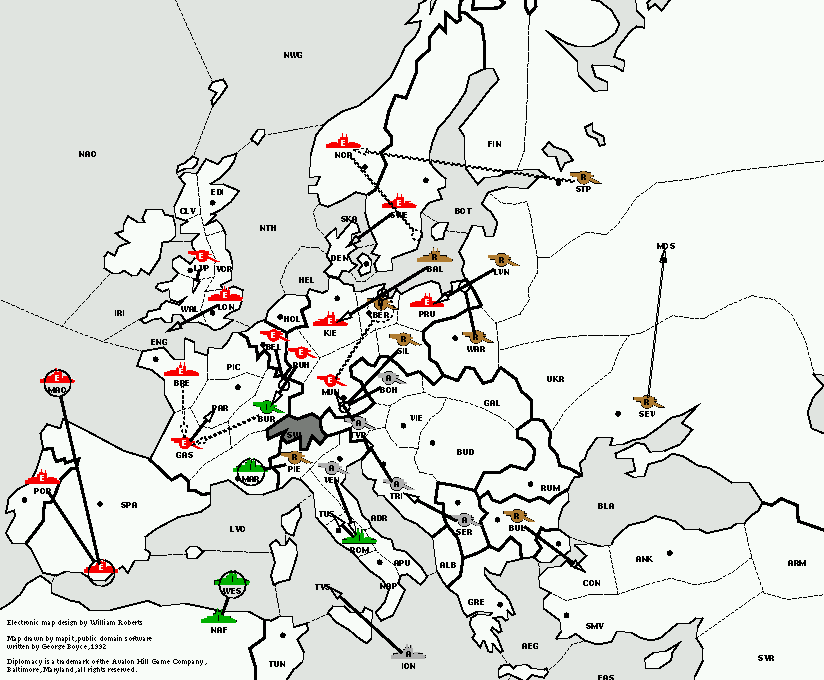 NWG
NAO
FIN
NOR
STP
EDI
CLV
SKA
SWE
BOT
NTH
MOS
DEN
LVP
YOR
HEL
BAL
LVN
WAL
LON
IRI
HOL
BER
PRU
ENG
KIE
BEL
RUH
SIL
WAR
PIC
UKR
BRE
MUN
BOH
GAL
PAR
BUR
SEV
VIE
TYR
SWI
GAS
BUD
PIE
VEN
MAR
POR
SPA
TRI
RUM
BLA
TUS
ADR
SER
BUL
LYO
ROM
ANK
ARM
APU
ALB
CON
NAP
TYS
WES
GRE
SMY
NAF
AEG
SYR
ION
TUN
EAS
MAO
Electronic map design by William Roberts
Map drawn by mapit,public domain software
written by George Boyce,1992
Diplomacy is a trademark of the Avalon Hill Game Company,
Baltimore,Maryland,all rights reserved.